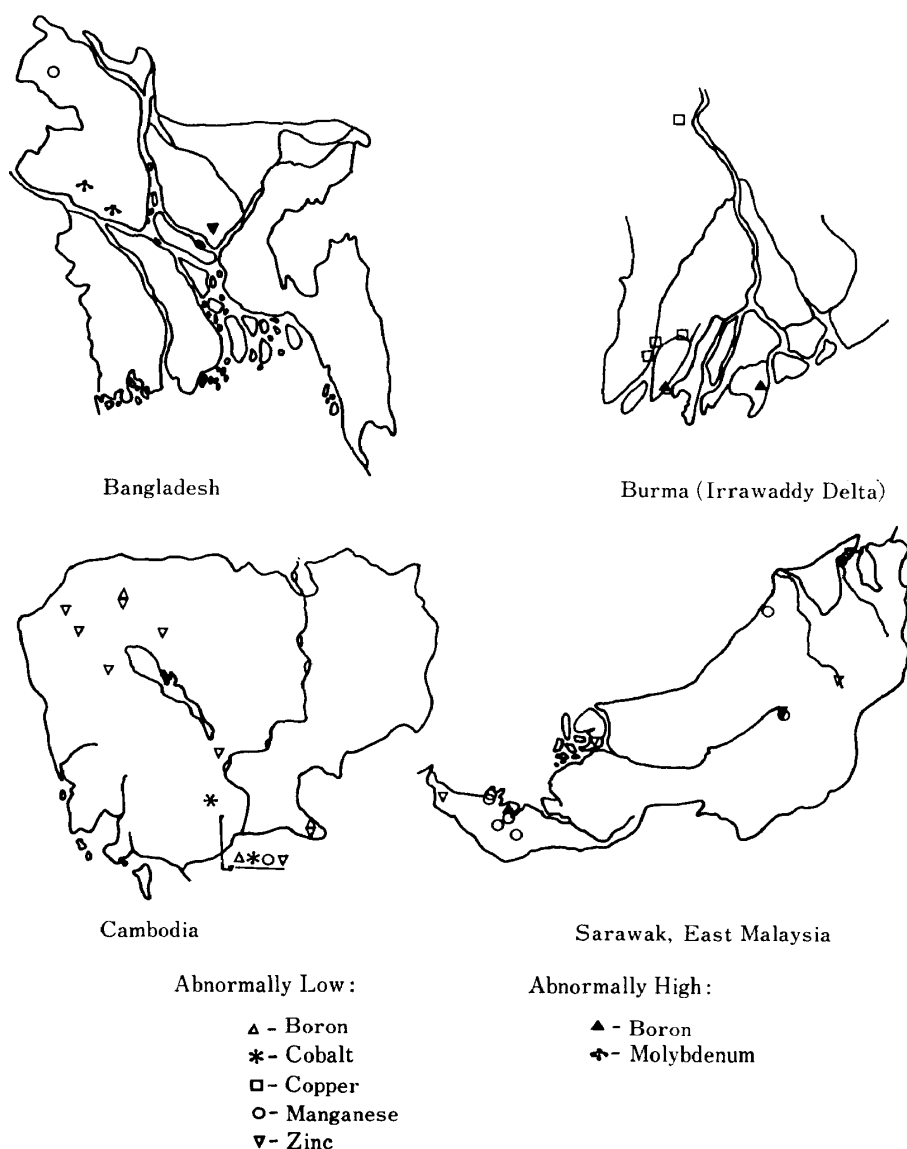 Bangladesh
Burma (Irrawaddy Delta)
Cambodia
Sarawak, East Malaysia
Abnormally Low:
△ - Boron
* - Cobalt
□ - Copper
○ - Manganese
▽ - Zinc
Abnormally High:
▲ - Boron
- Molybdenum